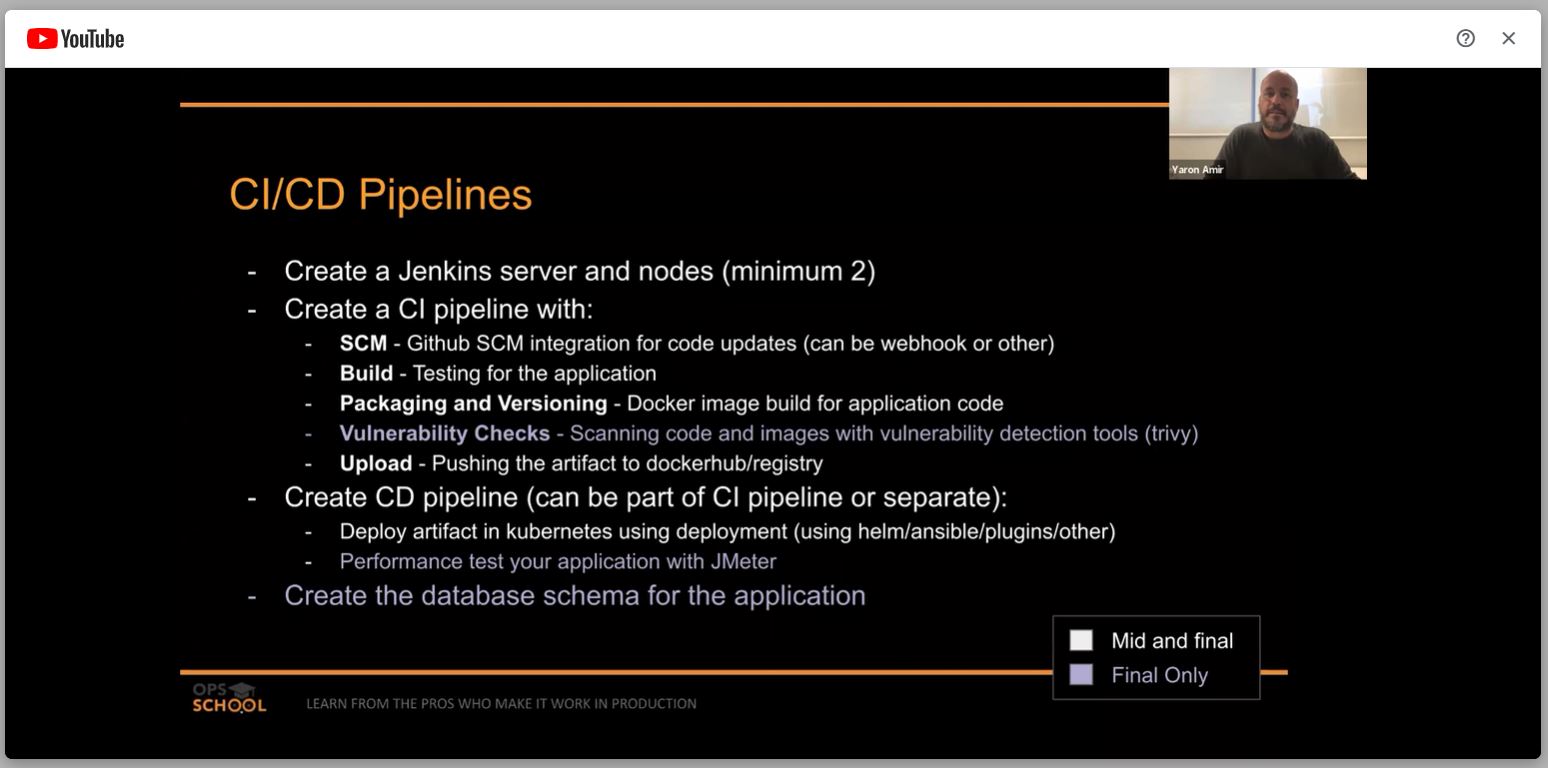 YouTube
Yaron Amir
CI/CD Pipelines
- Create a Jenkins server and nodes (minimum 2)
- Create a CI pipeline with:
- SCM - Github SCM integration for code updates (can be webhook or other)
- Build - Testing for the application
- Packaging and Versioning - Docker image build for application code
- Vulnerability Checks - Scanning code and images with vulnerability detection tools (trivy)
- Upload - Pushing the artifact to dockerhub/registry
- Create CD pipeline (can be part of CI pipeline or separate):
- Deploy artifact in kubernetes using deployment (using helm/ansible/plugins/other)
- Performance test your application with JMeter
- Create the database schema for the application
Mid and final
Final Only
OPS
SCHOOL
LEARN FROM THE PROS WHO MAKE IT WORK IN PRODUCTION